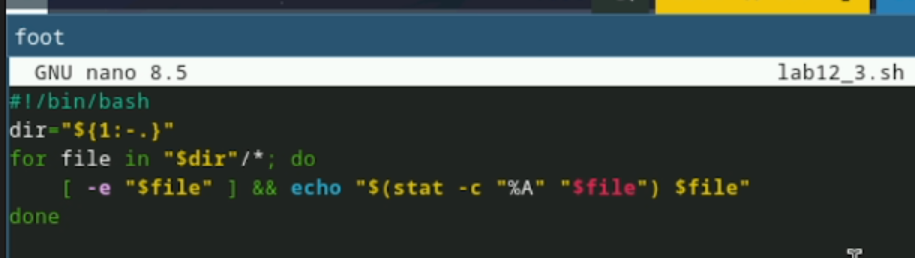 foot
GNU nano 8.5 lab12_3.sh
#!/bin/bash
dir="${1:-.}"
for file in "$dir"/*; do
    [ -e "$file" ] && echo "$(stat -c "%A" "$file") $file"
done